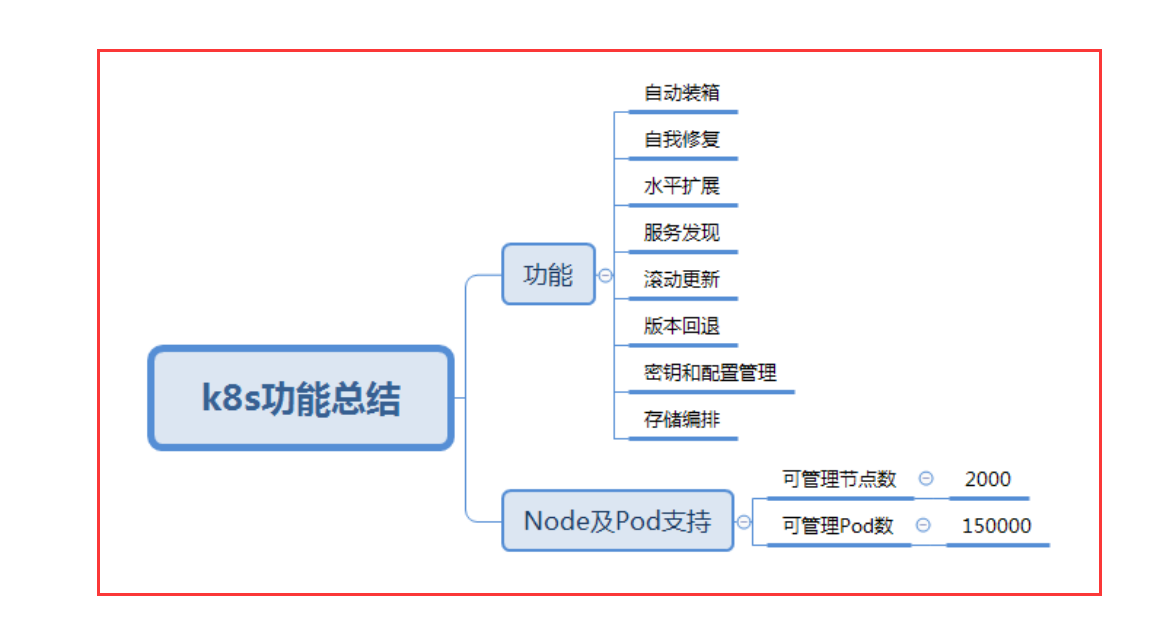 k8s功能总结
功能
自动装箱
自我修复
水平扩展
服务发现
滚动更新
版本回退
密钥和配置管理
存储编排
Node及Pod支持
可管理节点数 2000
可管理Pod数 150000